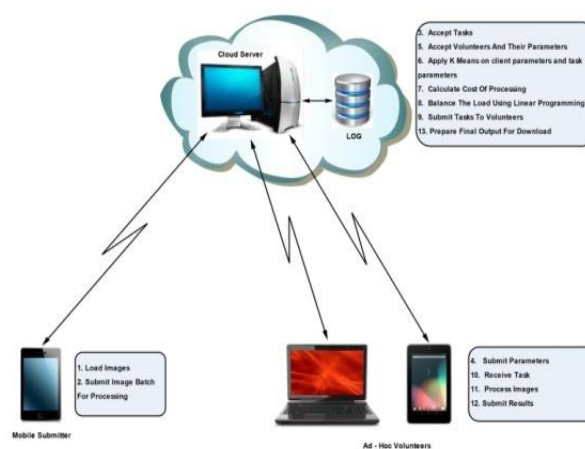 Cloud Server
LOG
3. Accept Tasks
5. Accept Volunteers And Their Parameters
6. Apply K Means on client parameters and task
parameters
7. Calculate Cost Of Processing
8. Balance The Load Using Linear Programming
9. Submit Tasks To Volunteers
13. Prepare Final Output For Download
1. Load Images
2. Submit Image Batch
For Processing
Mobile Submitter
4. Submit Parameters
10. Receive Task
11. Process Images
12. Submit Results
Ad - Hoc Volunteers